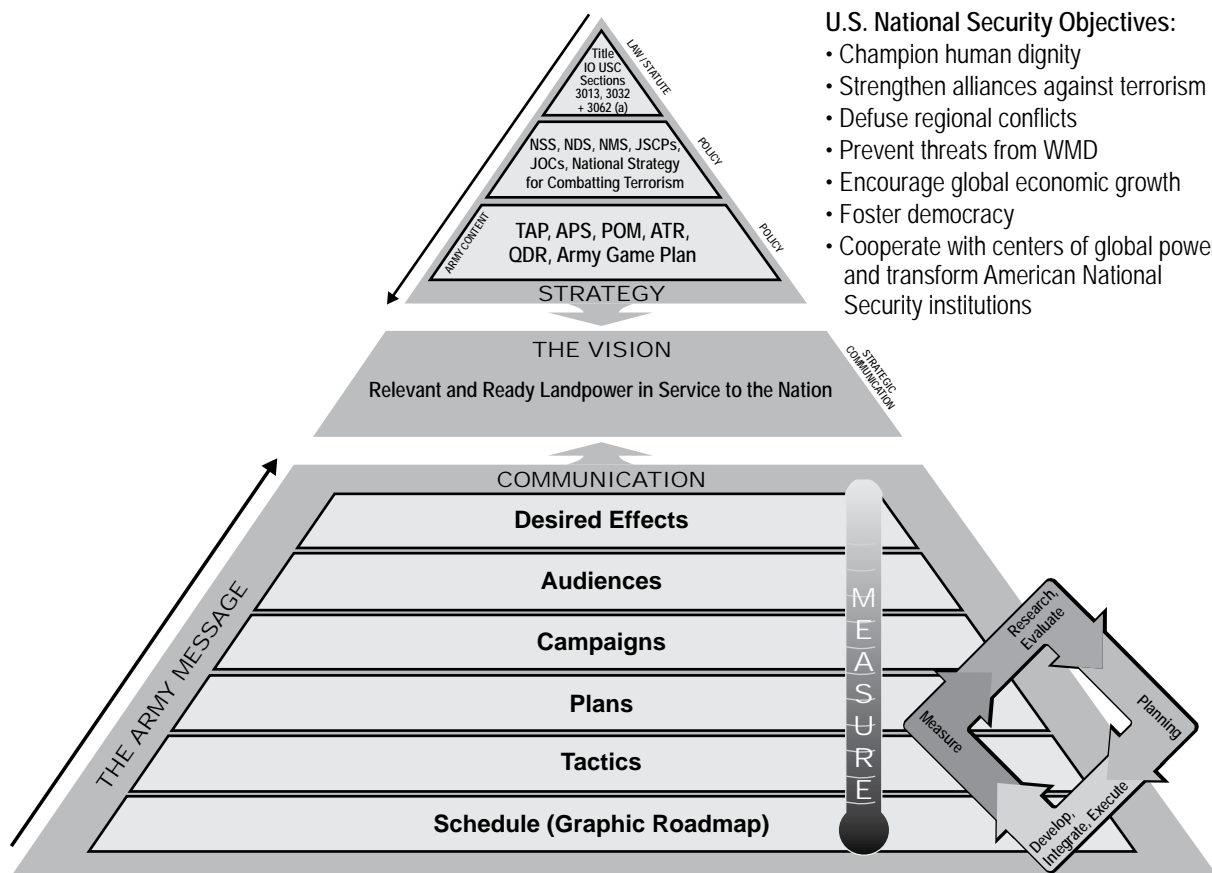 U.S. National Security Objectives:
• Champion human dignity
• Strengthen alliances against terrorism
• Defuse regional conflicts
• Prevent threats from WMD
• Encourage global economic growth
• Foster democracy
• Cooperate with centers of global power
and transform American National
Security institutions
Title
IO USC
Sections
3013, 3032
+ 3062 (a)
LAW / STATUTE
NSS, NDS, NMS, JSCPs,
JOCs, National Strategy
for Combatting Terrorism
POLICY
ARMY CONTENT
TAP, APS, POM, ATR,
QDR, Army Game Plan
POLICY
STRATEGY
THE VISION
Relevant and Ready Landpower in Service to the Nation
STRATEGIC
COMMUNICATION
COMMUNICATION
THE ARMY MESSAGE
Desired Effects
Audiences
Campaigns
Plans
Tactics
Schedule (Graphic Roadmap)
MEASURE
Research,
Evaluate
Planning
Develop,
Integrate, Execute
Measure